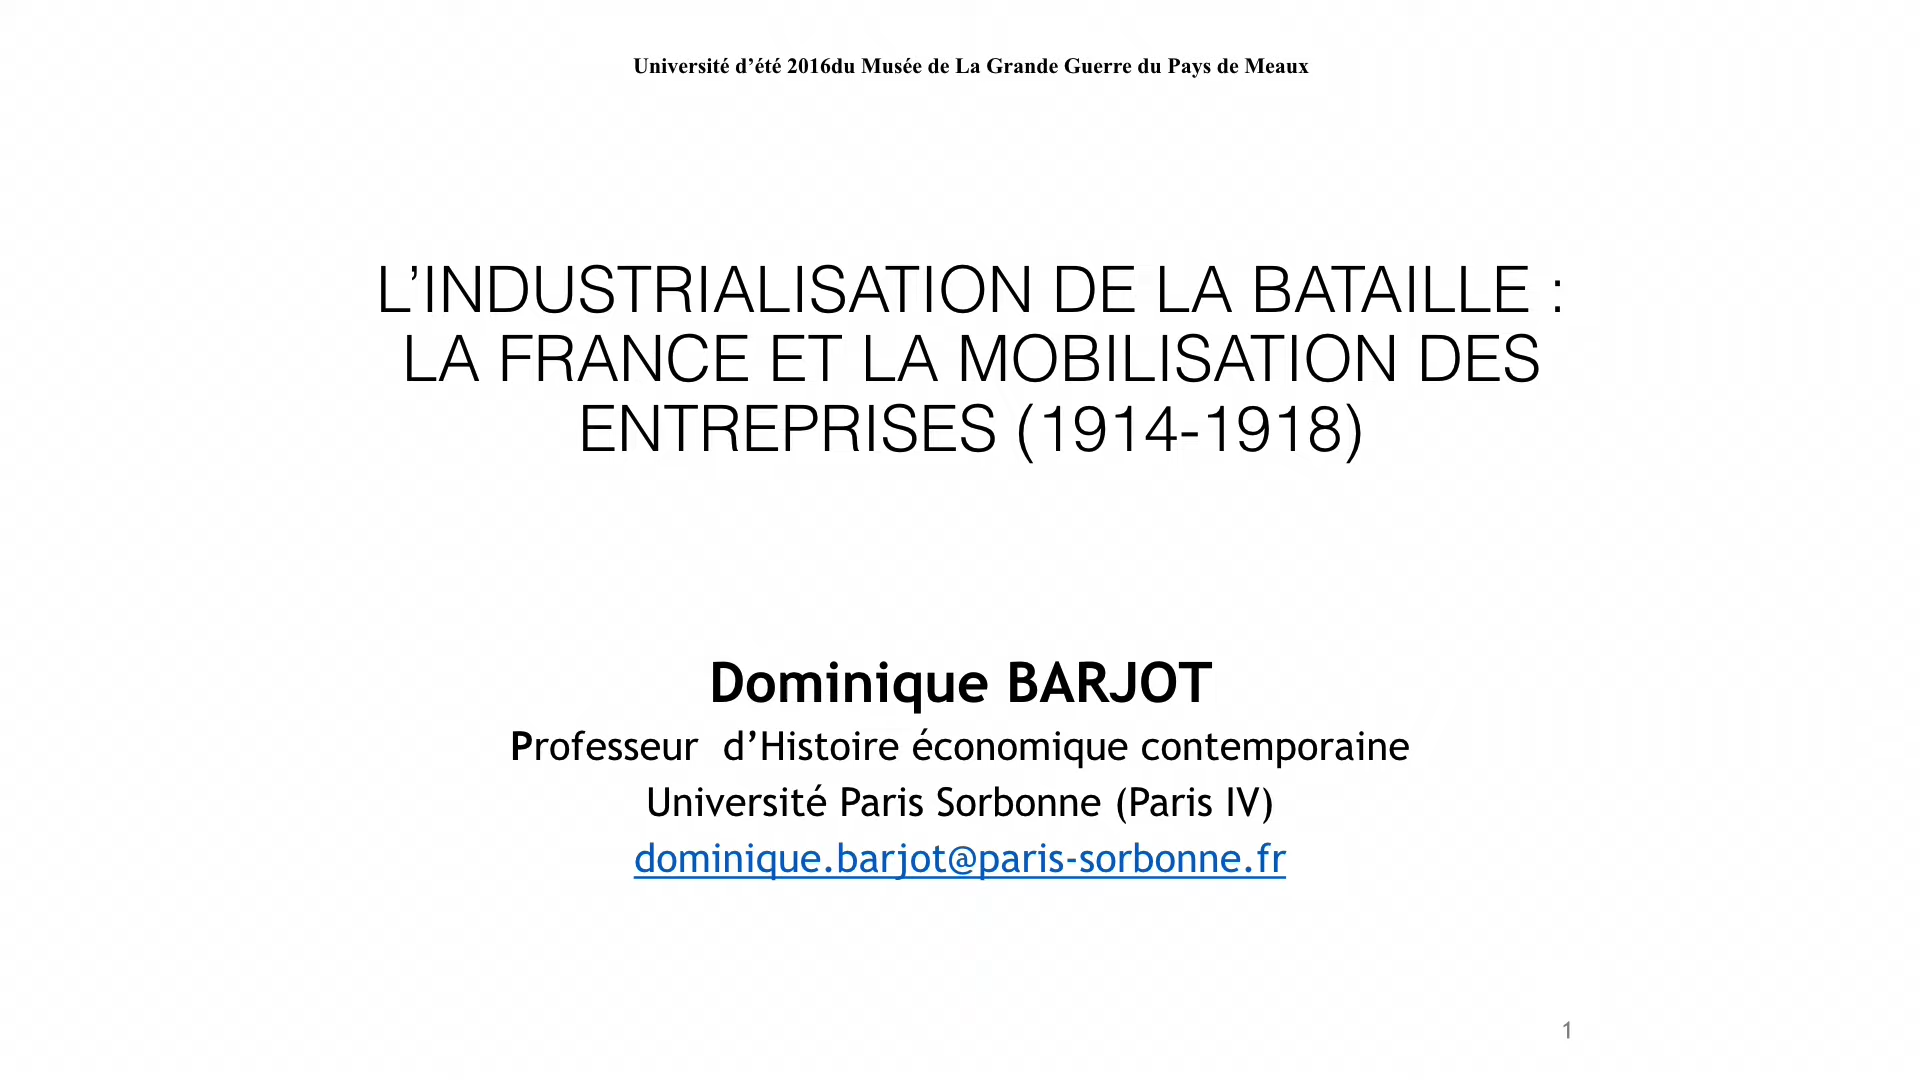 Université d’été 2016du Musée de La Grande Guerre du Pays de Meaux
L’INDUSTRIALISATION DE LA BATAILLE :
LA FRANCE ET LA MOBILISATION DES
ENTREPRISES (1914-1918)
Dominique BARJOT
Professeur  d’Histoire économique contemporaine
Université Paris Sorbonne (Paris IV)
dominique.barjot@paris-sorbonne.fr
1